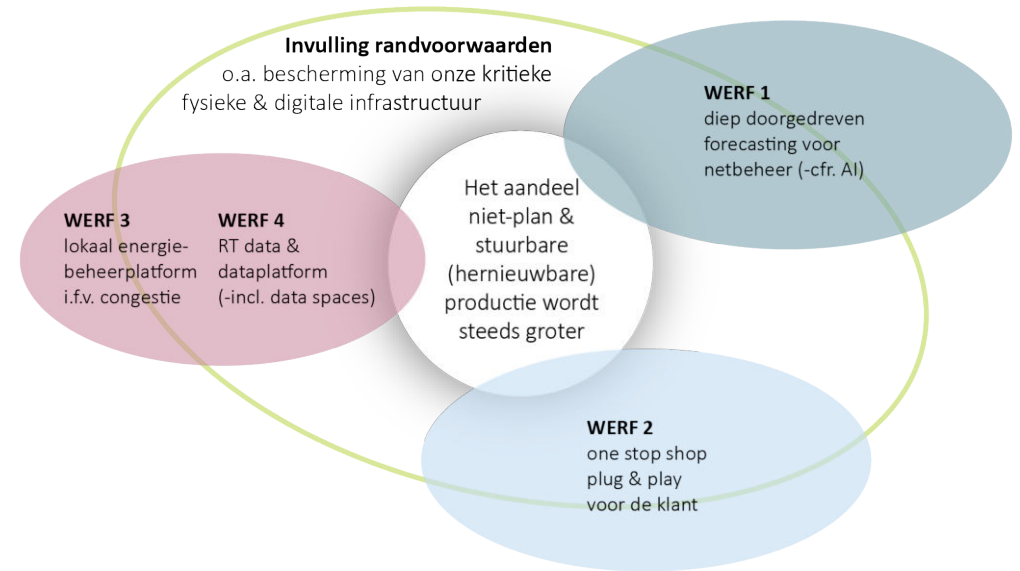 Invulling randvoorwaarden
o.a. bescherming van onze kritieke
fysieke & digitale infrastructuur
WERF 1
diep doorgedreven
forecasting voor
netbeheer (-cfr. AI)
Het aandeel
niet-plan &
stuurbare
(hernieuwbare)
productie wordt
steeds groter
WERF 3
lokaal energie-
beheerplatform
i.f.v. congestie
WERF 4
RT data &
dataplatform
(-incl. data spaces)
WERF 2
one stop shop
plug & play
voor de klant